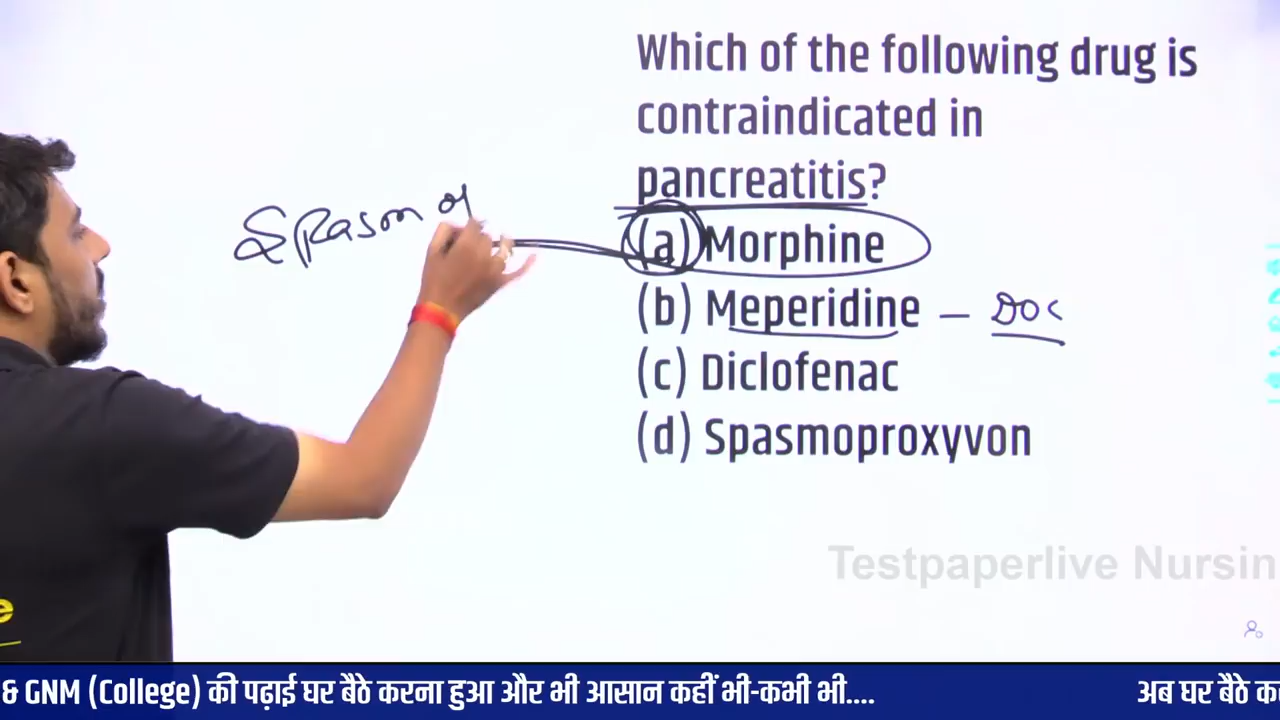 Which of the following drug is
contraindicated in
pancreatitis?
(a) Morphine
(b) Meperidine – DOC
(c) Diclofenac
(d) Spasmoproxyvon
Spasm of
Testpaperlive Nursin
e
& GNM (College) की पढ़ाई घर बैठे करना हुआ और भी आसान कहीं भी-कभी भी....
अब घर बैठे